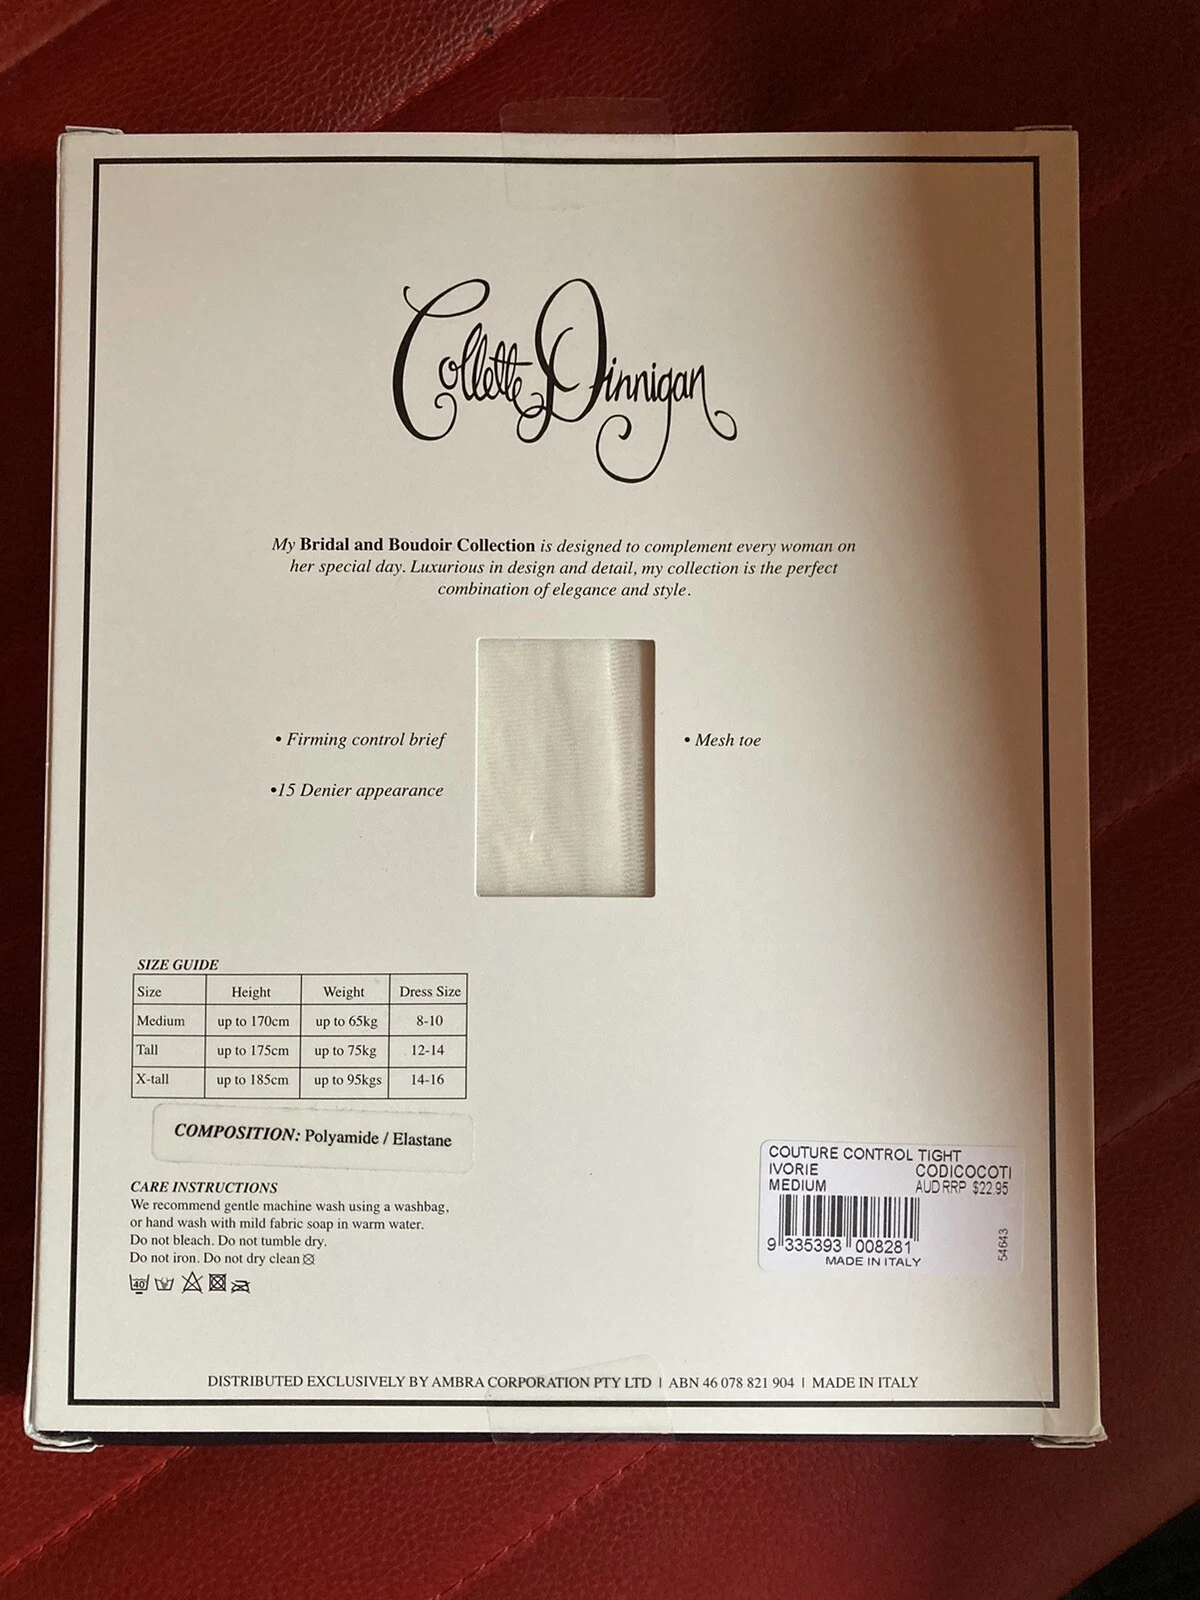 Collette Dinnigan
My Bridal and Boudoir Collection is designed to complement every woman on
her special day. Luxurious in design and detail, my collection is the perfect
combination of elegance and style.
• Firming control brief
•15 Denier appearance
• Mesh toe
SIZE GUIDE
Size Height Weight Dress Size
Medium up to 170cm up to 65kg 8-10
Tall up to 175cm up to 75kg 12-14
X-tall up to 185cm up to 95kgs 14-16
COMPOSITION: Polyamide / Elastane
CARE INSTRUCTIONS
We recommend gentle machine wash using a washbag,
or hand wash with mild fabric soap in warm water.
Do not bleach. Do not tumble dry.
Do not iron. Do not dry clean
40
COUTURE CONTROL TIGHT
IVORIE CODICOCOTI
MEDIUM AUD RRP $22.95
9 335393 008281
MADE IN ITALY
54643
DISTRIBUTED EXCLUSIVELY BY AMBRA CORPORATION PTY LTD | ABN 46 078 821 904 | MADE IN ITALY